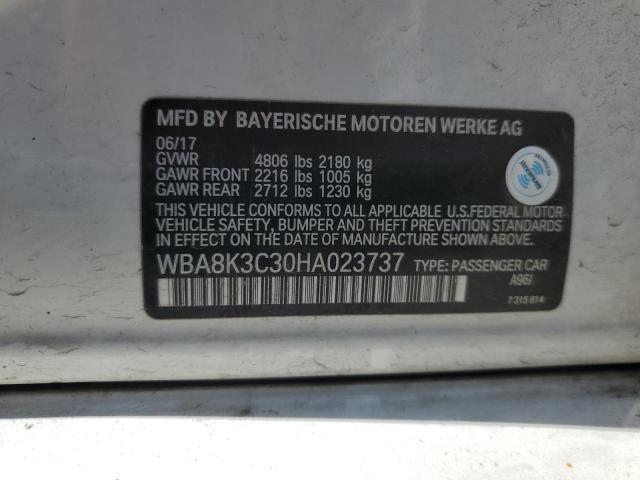 MFD BY BAYERISCHE MOTOREN WERKE AG
06/17
GVWR 4806 lbs 2180 kg
GAWR FRONT 2216 lbs 1005 kg
GAWR REAR 2712 lbs 1230 kg
THIS VEHICLE CONFORMS TO ALL APPLICABLE U.S.FEDERAL MOTOR
VEHICLE SAFETY, BUMPER AND THEFT PREVENTION STANDARDS
IN EFFECT ON THE DATE OF MANUFACTURE SHOWN ABOVE.
WBA8K3C30HA023737 TYPE: PASSENGER CAR
A96/
7315814